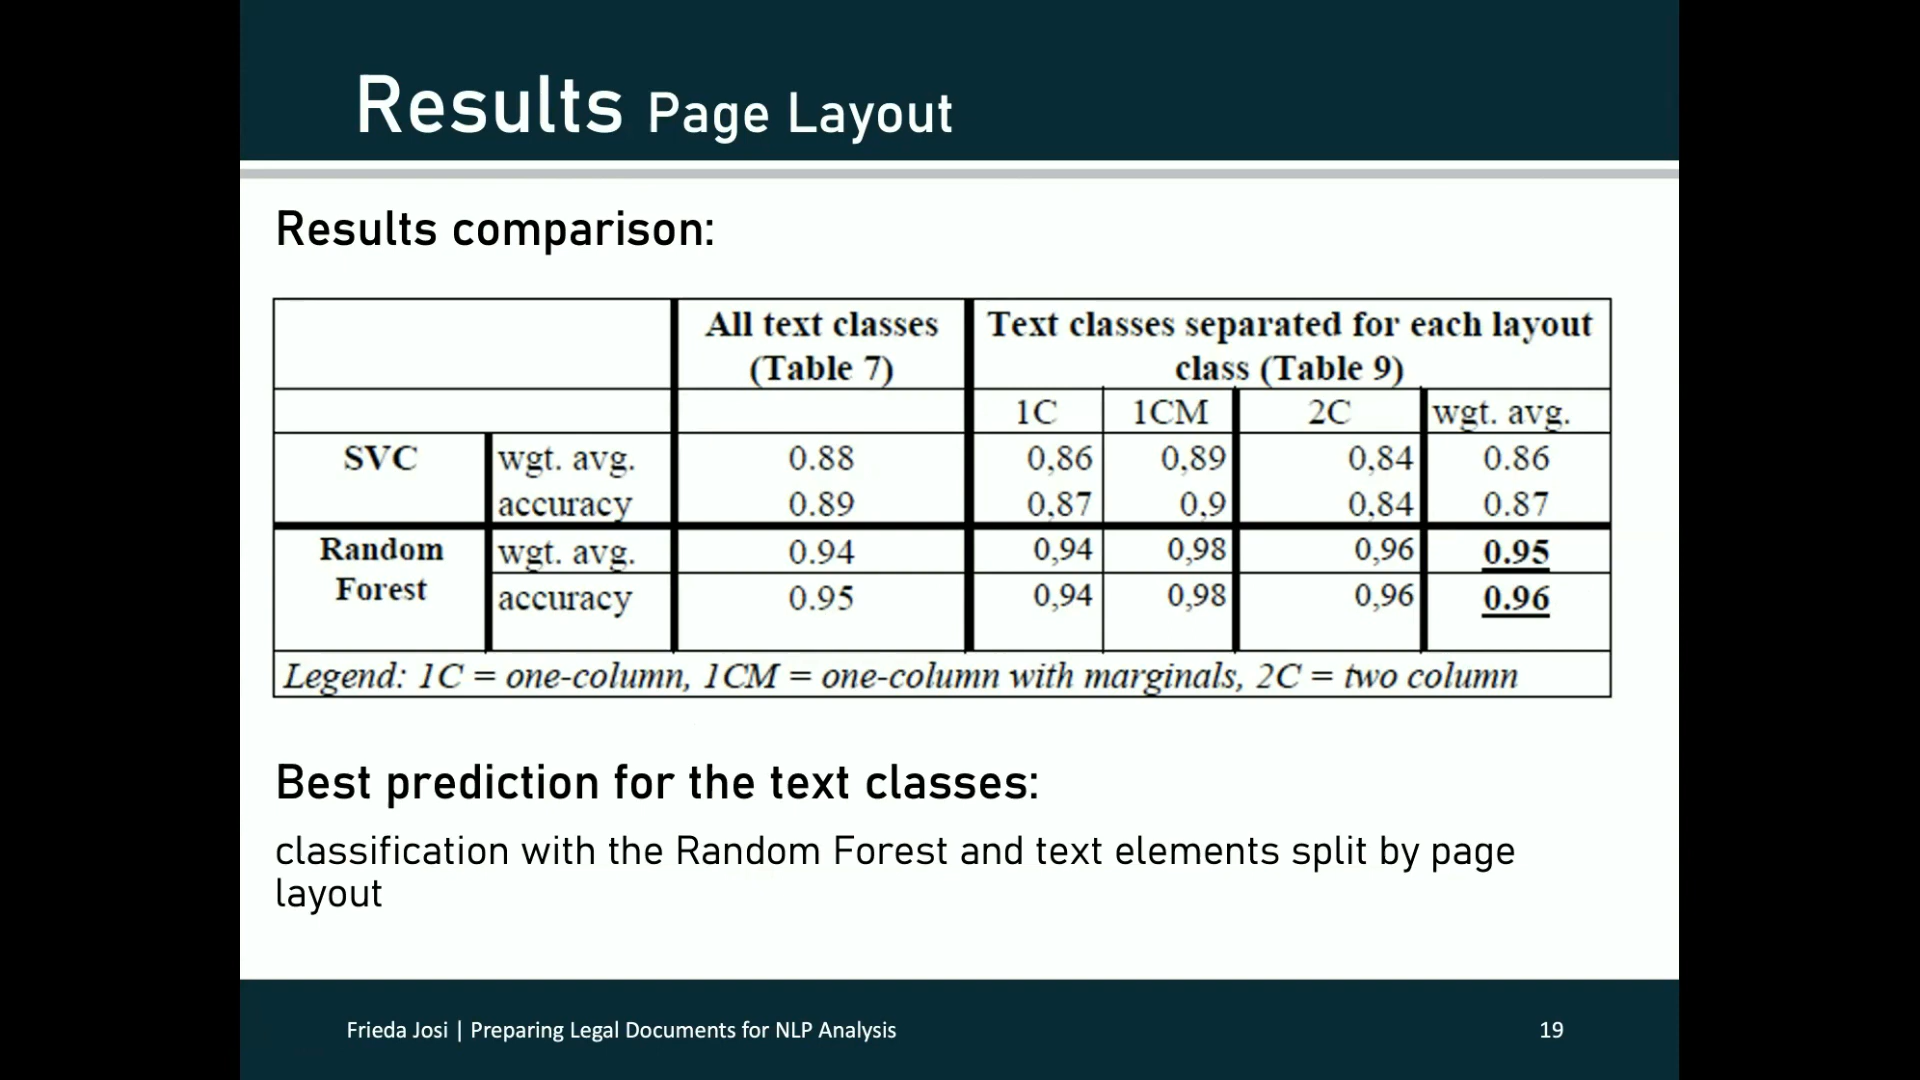 Results Page Layout
Results comparison:
All text classes (Table 7) Text classes separated for each layout class (Table 9)
1C 1CM 2C wgt. avg.
SVC wgt. avg. 0.88 0,86 0,89 0,84 0.86
accuracy 0.89 0,87 0,9 0,84 0.87
Random Forest wgt. avg. 0.94 0,94 0,98 0,96 0.95
accuracy 0.95 0,94 0,98 0,96 0.96
Legend: 1C = one-column, 1CM = one-column with marginals, 2C = two column
Best prediction for the text classes:
classification with the Random Forest and text elements split by page
layout
Frieda Josi | Preparing Legal Documents for NLP Analysis 19